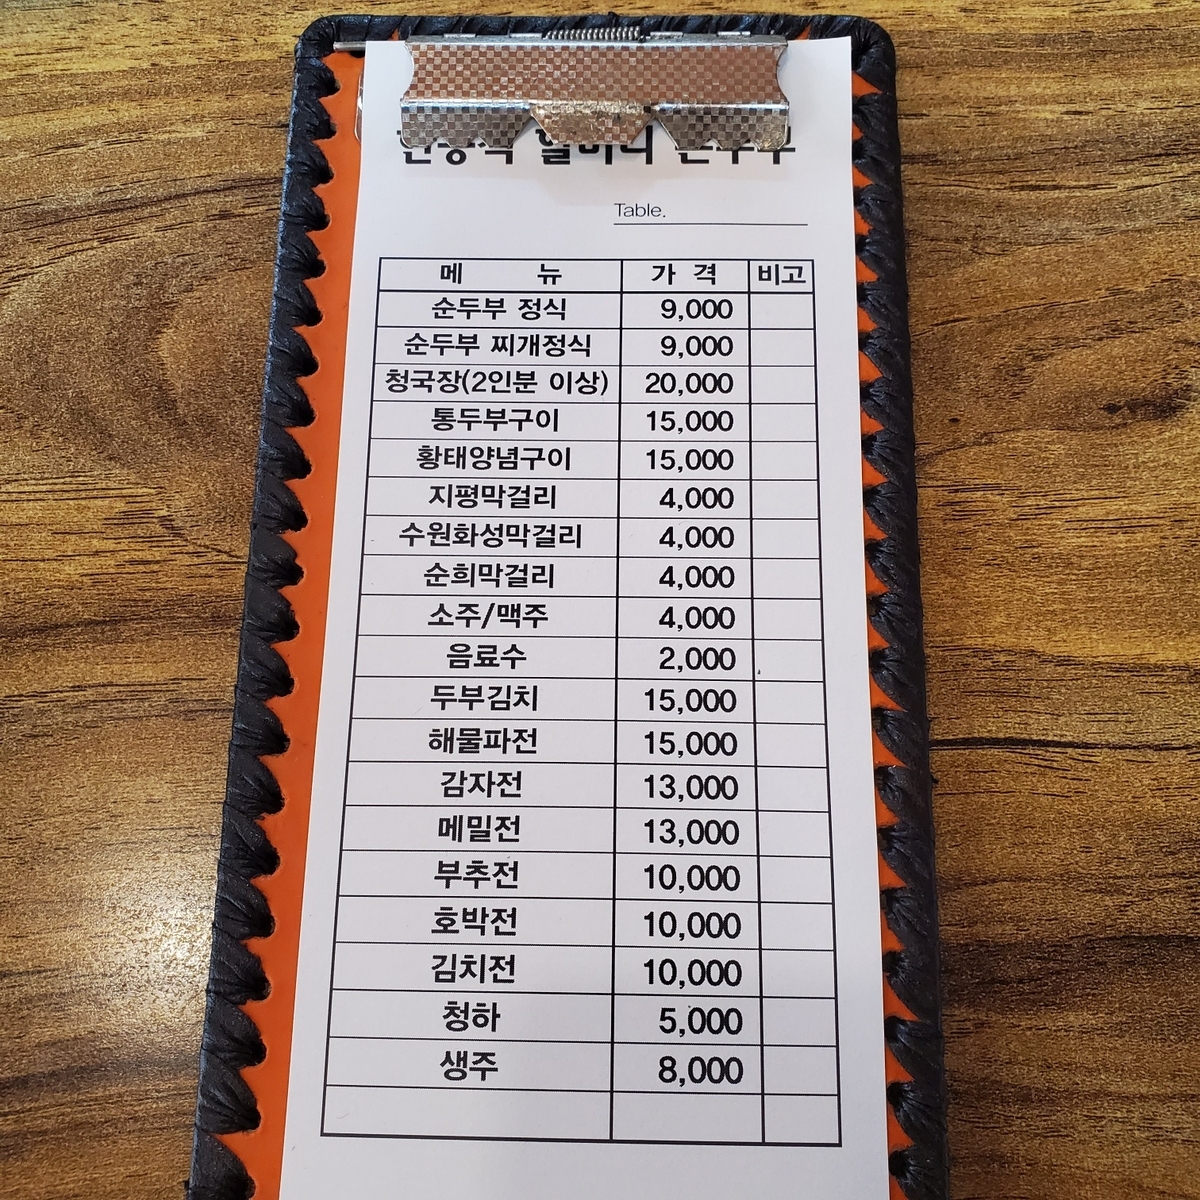 Table.
메 뉴 가 격 비고
순두부 정식 9,000
순두부 찌개정식 9,000
청국장(2인분 이상) 20,000
통두부구이 15,000
황태양념구이 15,000
지평막걸리 4,000
수원화성막걸리 4,000
순희막걸리 4,000
소주/맥주 4,000
음료수 2,000
두부김치 15,000
해물파전 15,000
감자전 13,000
메밀전 13,000
부추전 10,000
호박전 10,000
김치전 10,000
청하 5,000
생주 8,000